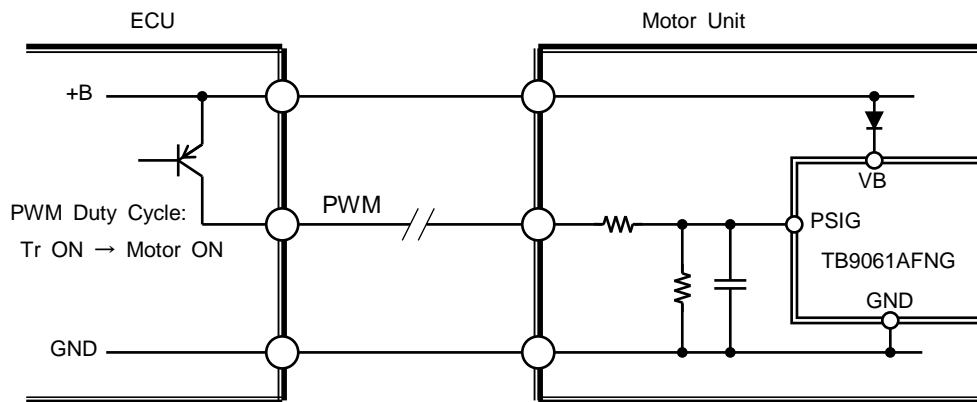 ECU
Motor Unit
+B
VB
PWM Duty Cycle:
PWM
PSIG
Tr ON → Motor ON
TB9061AFNG
GND
GND